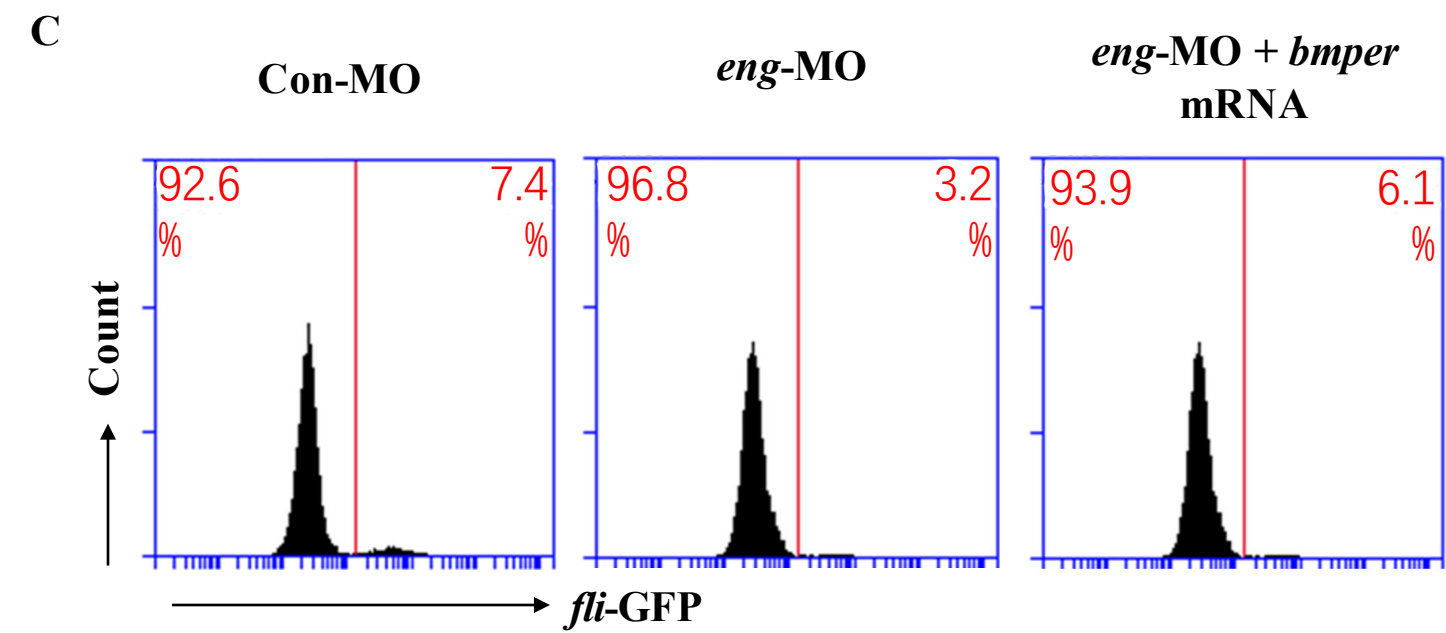 C
Con-MO
eng-MO
eng-MO + bmper
mRNA
92.6
%
7.4
%
96.8
%
3.2
%
93.9
%
6.1
%
Count
fli-GFP